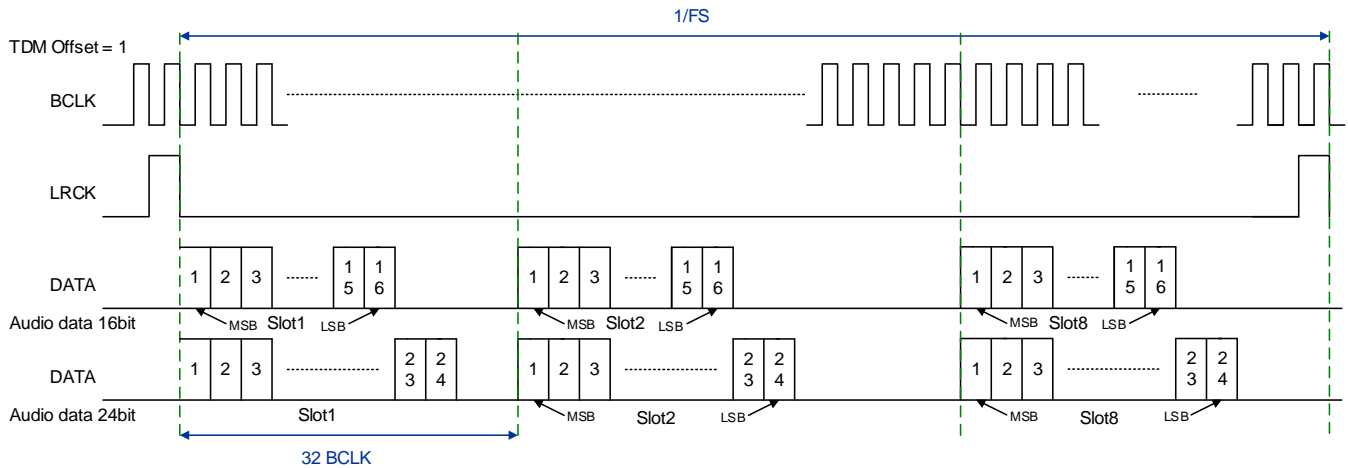 1/FS
TDM Offset = 1
BCLK
LRCK
1 2 3 15 16 1 2 3 15 16 1 2 3 15 16
DATA
Audio data 16bit
MSB Slot1 LSB MSB Slot2 LSB MSB Slot8 LSB
1 2 3 23 24 1 2 3 23 24 1 2 3 23 24
DATA
Audio data 24bit
Slot1 MSB Slot2 LSB MSB Slot8 LSB
32 BCLK